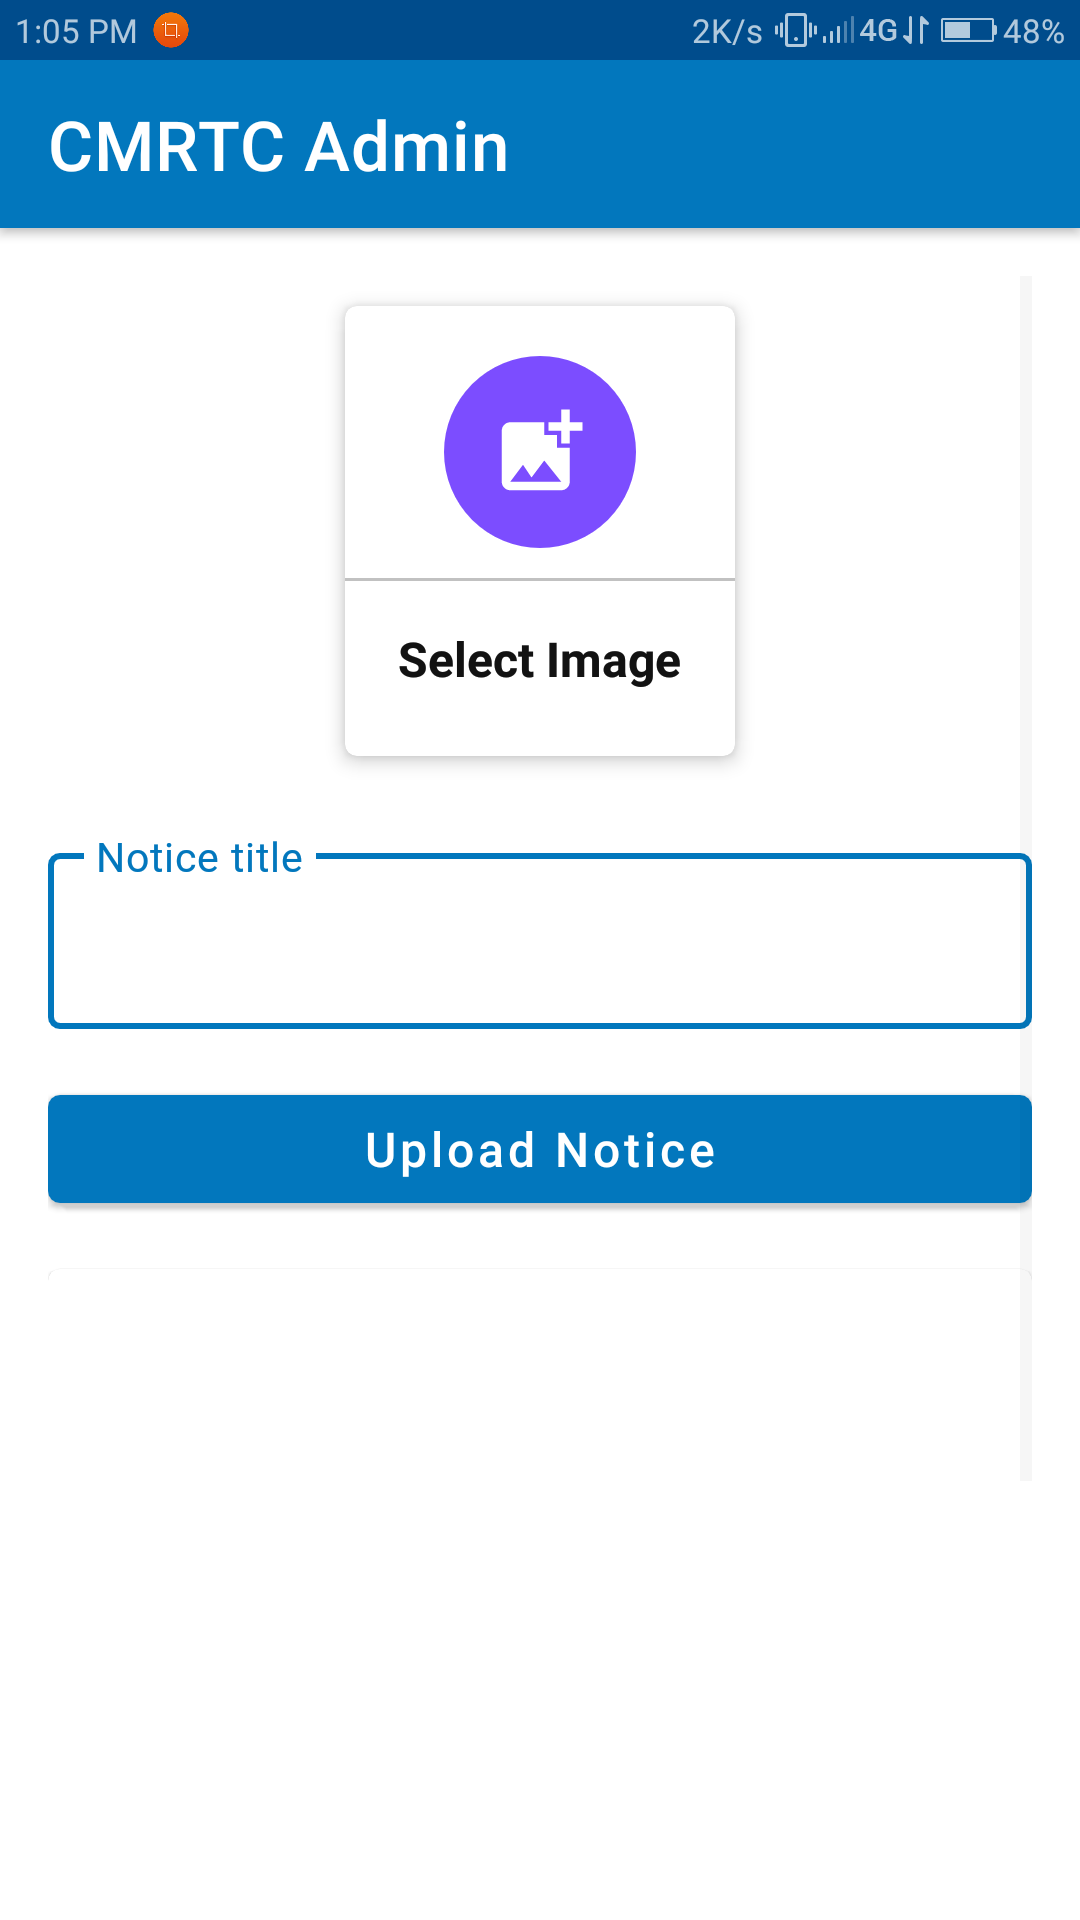 1:05 PM 2K/s 4G 48%
CMRTC Admin
Select Image
Notice title
Upload Notice